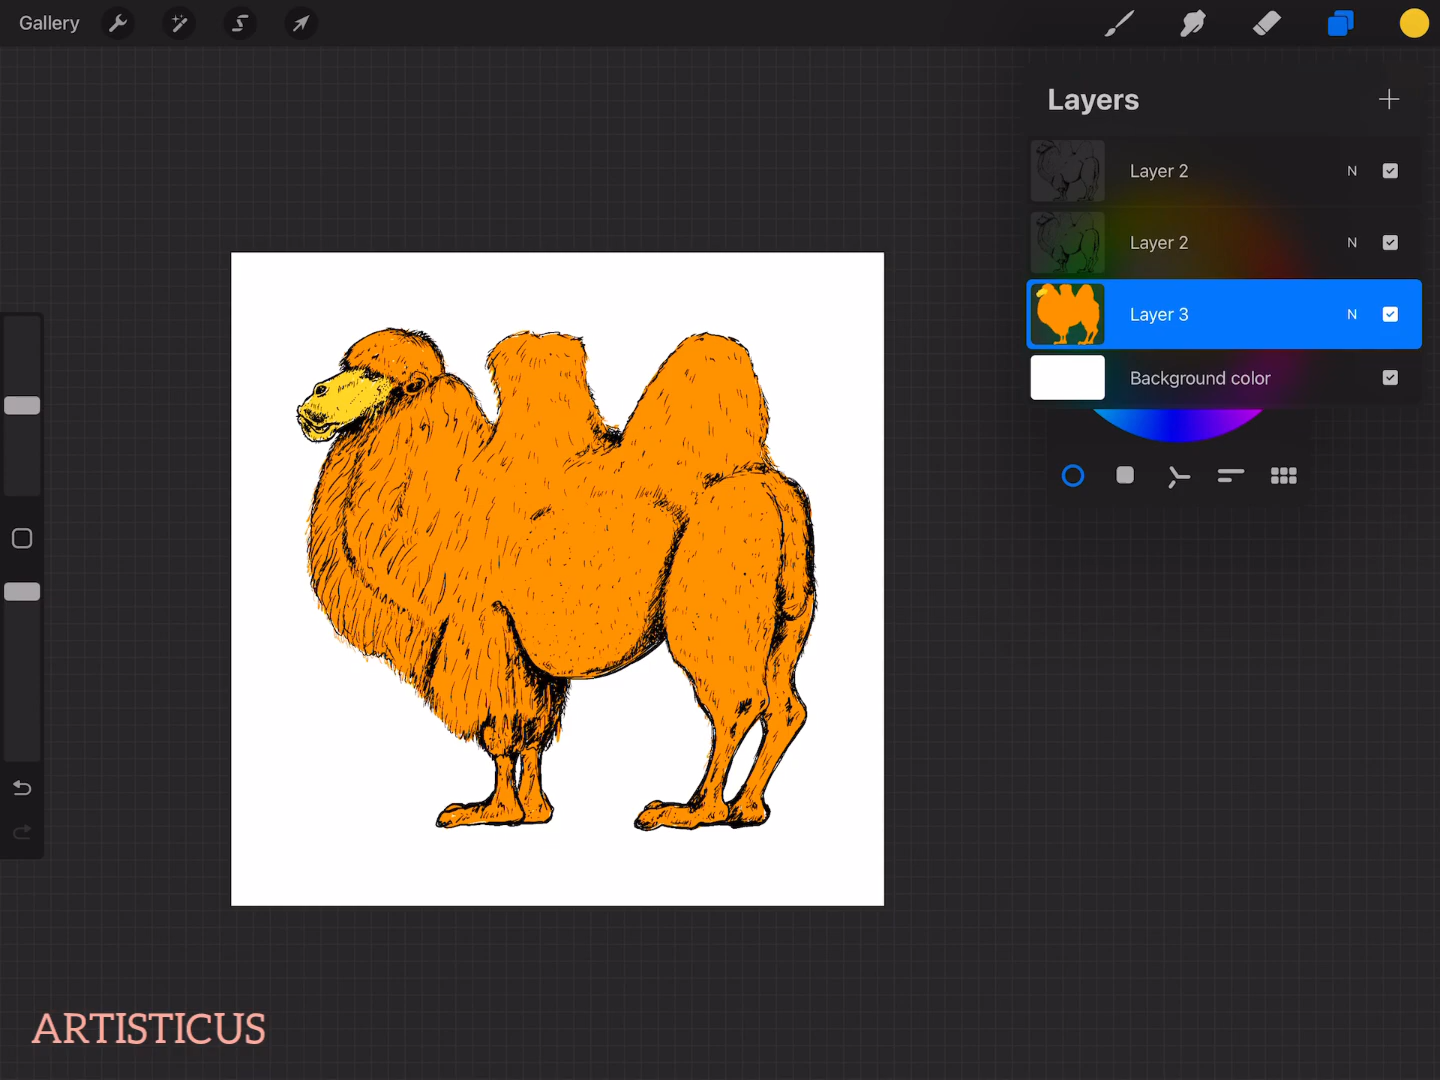 Gallery
Layers
Layer 2 N
Layer 2 N
Layer 3 N
Background color
ARTISTICUS